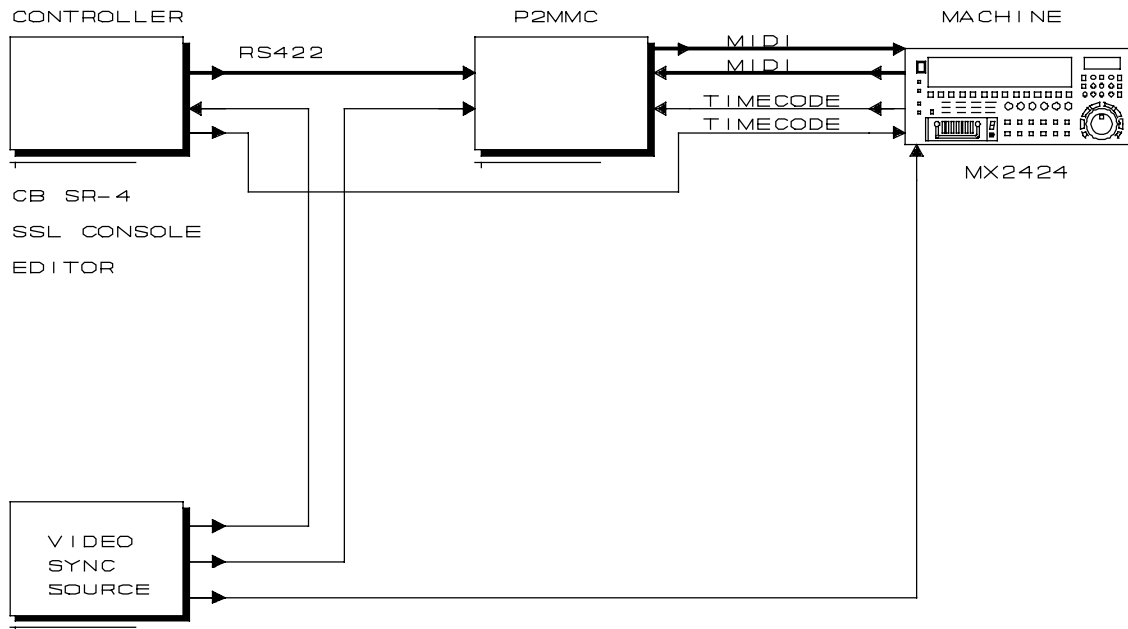 CONTROLLER
P2MMC
MACHINE
RS422
MIDI
MIDI
TIMECODE
TIMECODE
MX2424
CB SR-4
SSL CONSOLE
EDITOR
VIDEO
SYNC
SOURCE